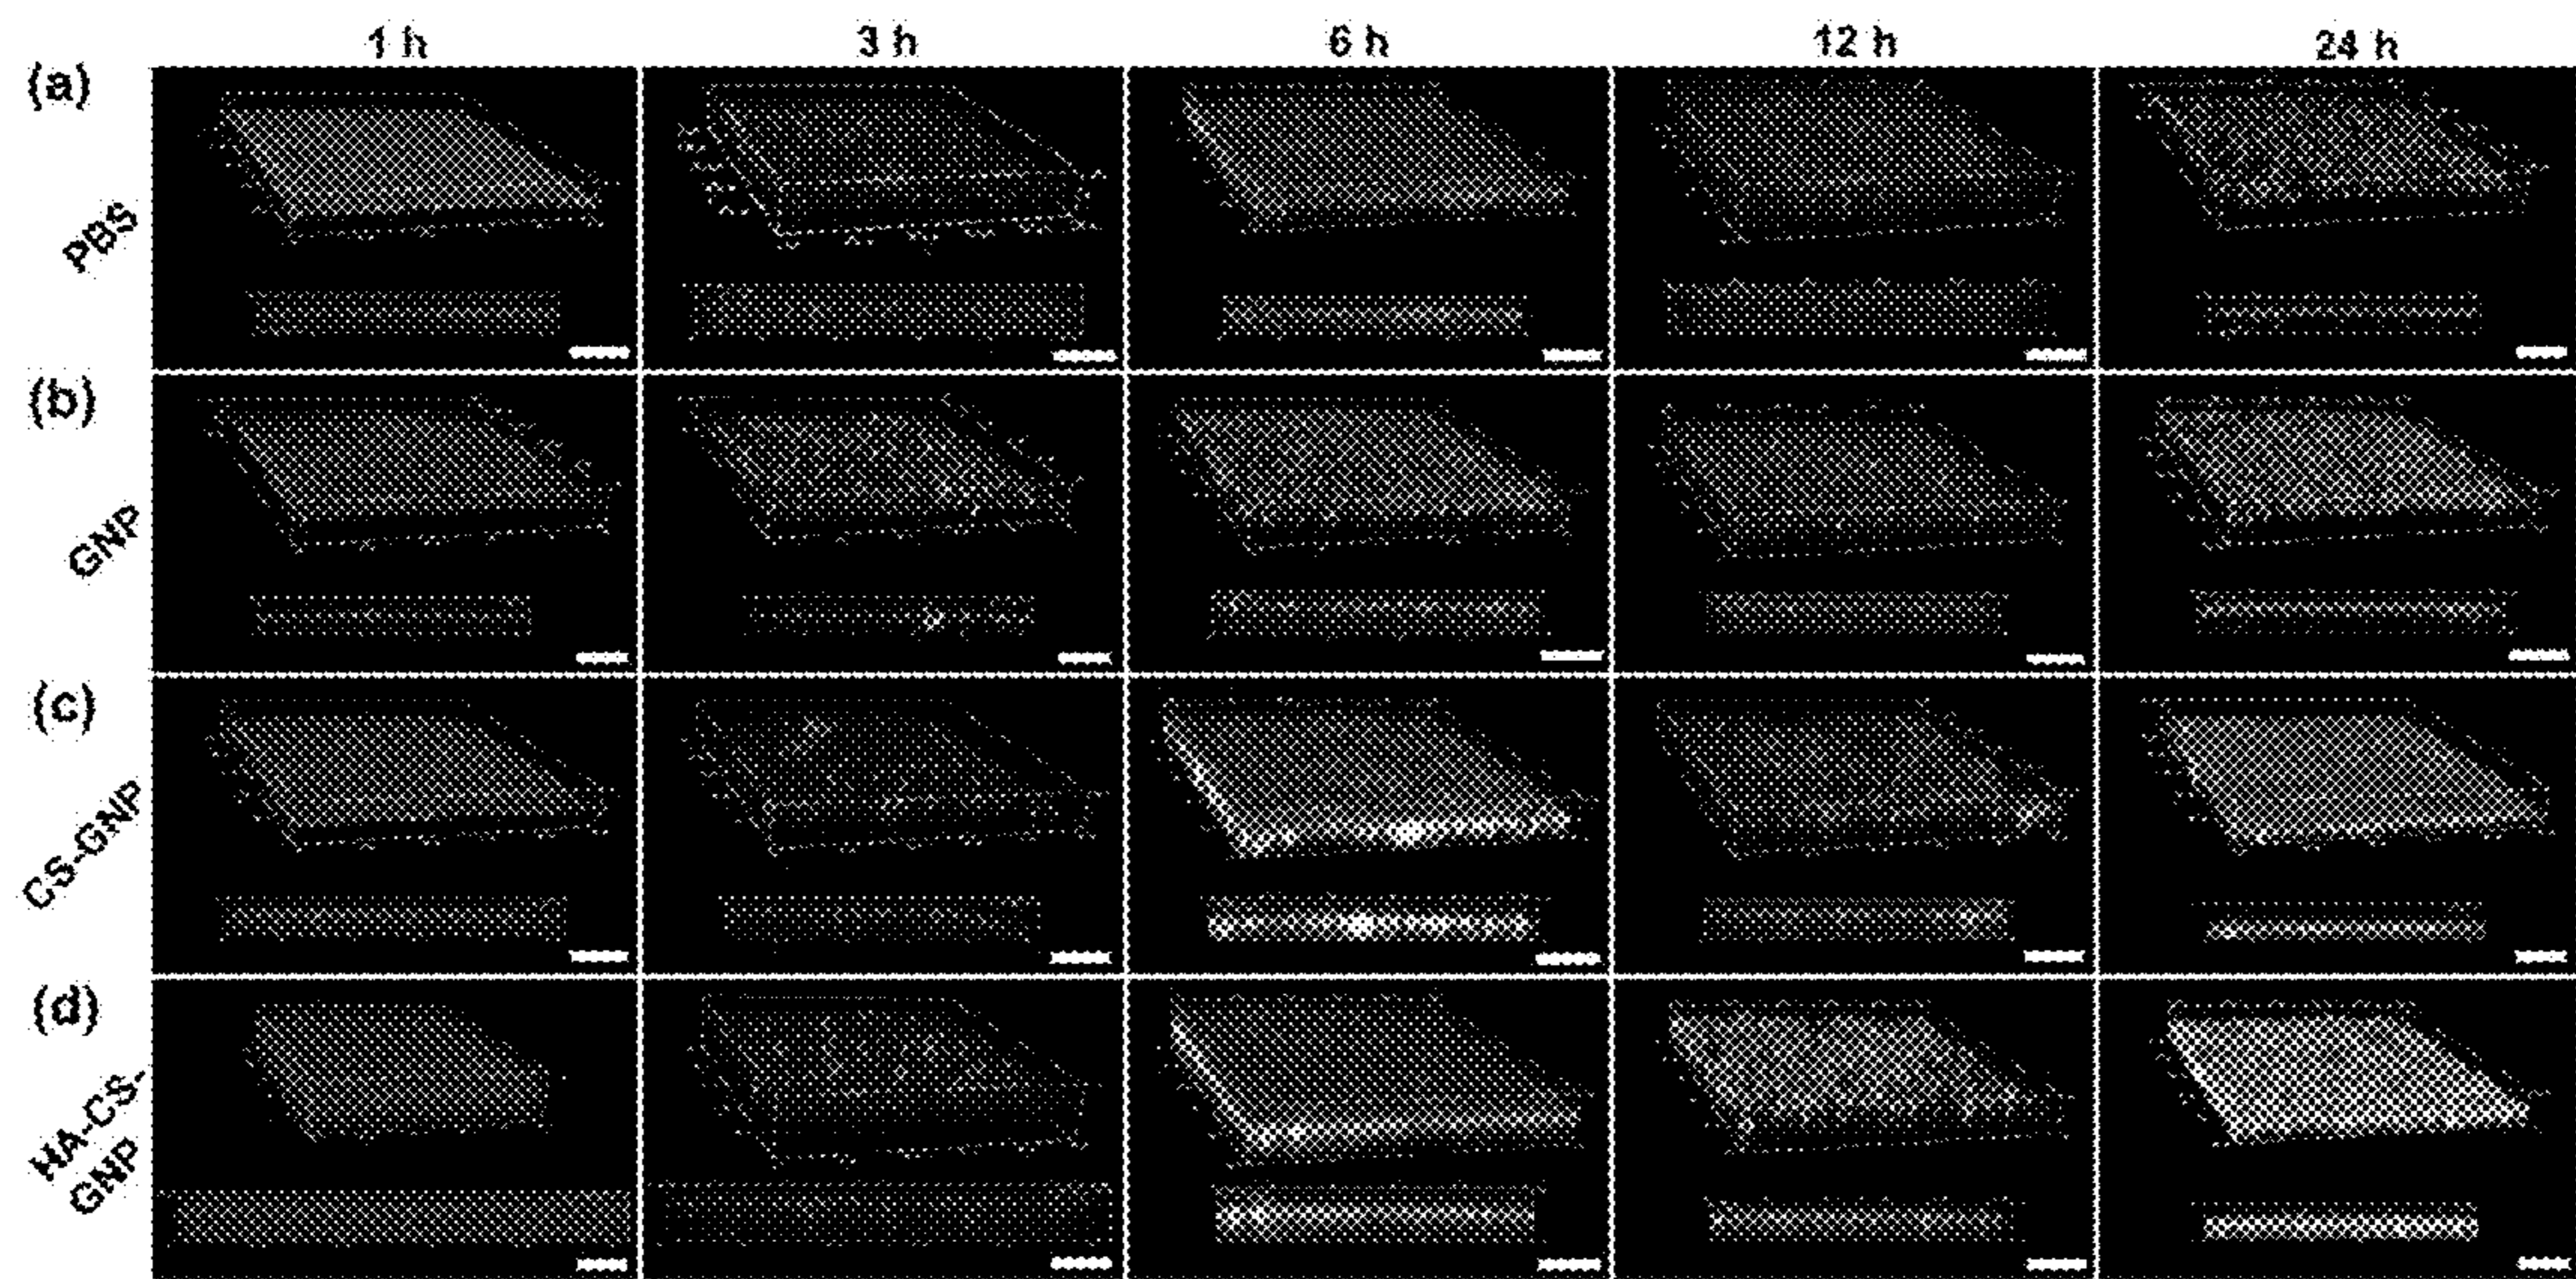 1 h 3 h 6 h 12 h 24 h
(a)
PBS
(b)
GNP
(c)
CS-GNP
(d)
HA-CS-
GNP